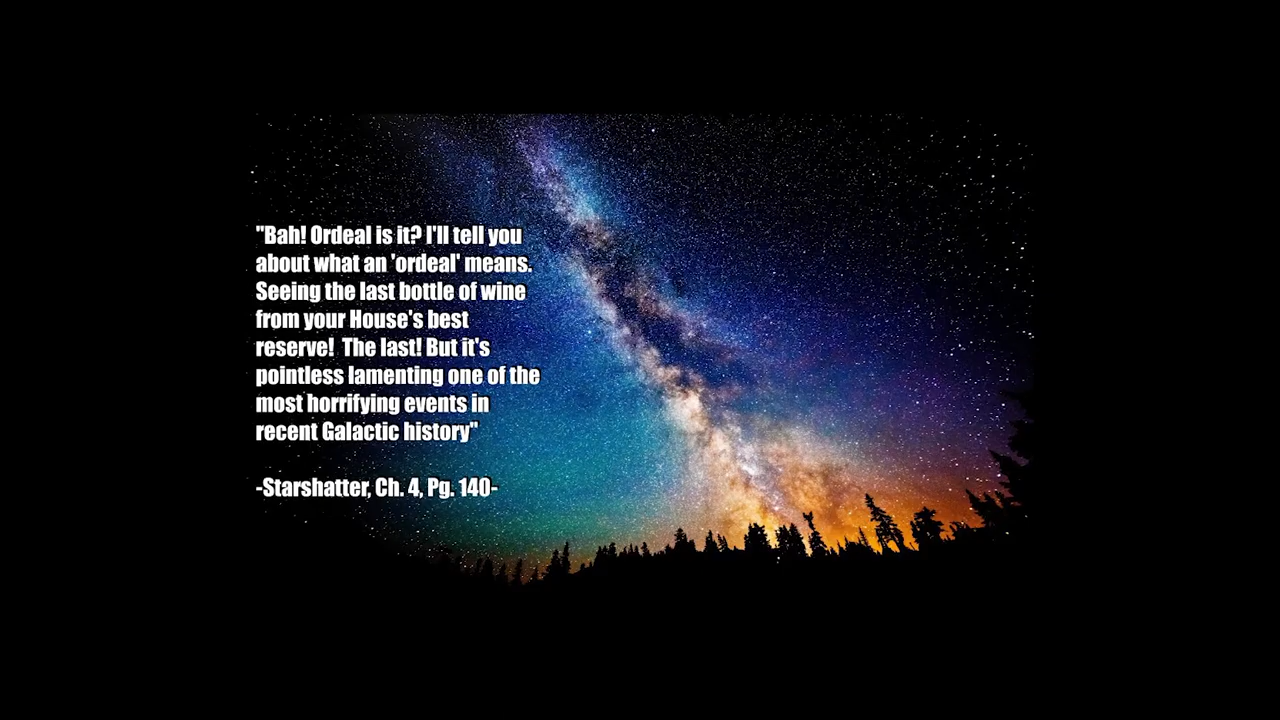 "Bah! Ordeal is it? I'll tell you
about what an 'ordeal' means.
Seeing the last bottle of wine
from your House's best
reserve!  The last! But it's
pointless lamenting one of the
most horrifying events in
recent Galactic history"
-Starshatter, Ch. 4, Pg. 140-